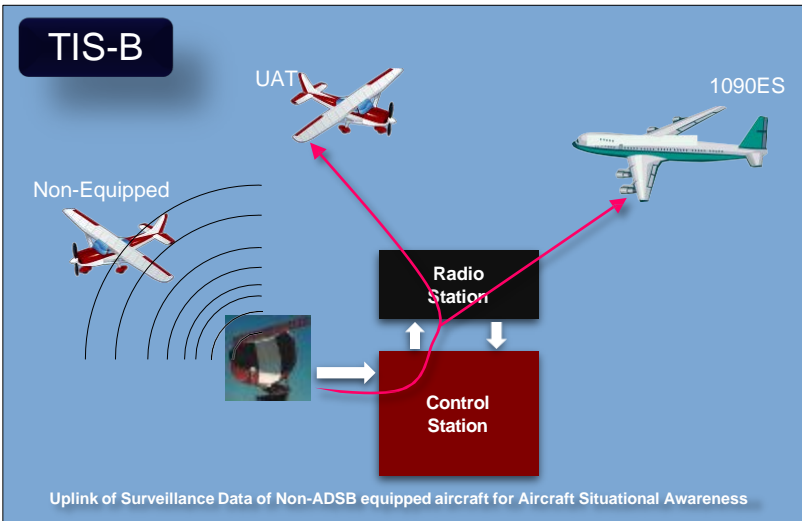 TIS-B
UAT
1090ES
Non-Equipped
Radio
Station
Control
Station
Uplink of Surveillance Data of Non-ADSB equipped aircraft for Aircraft Situational Awareness